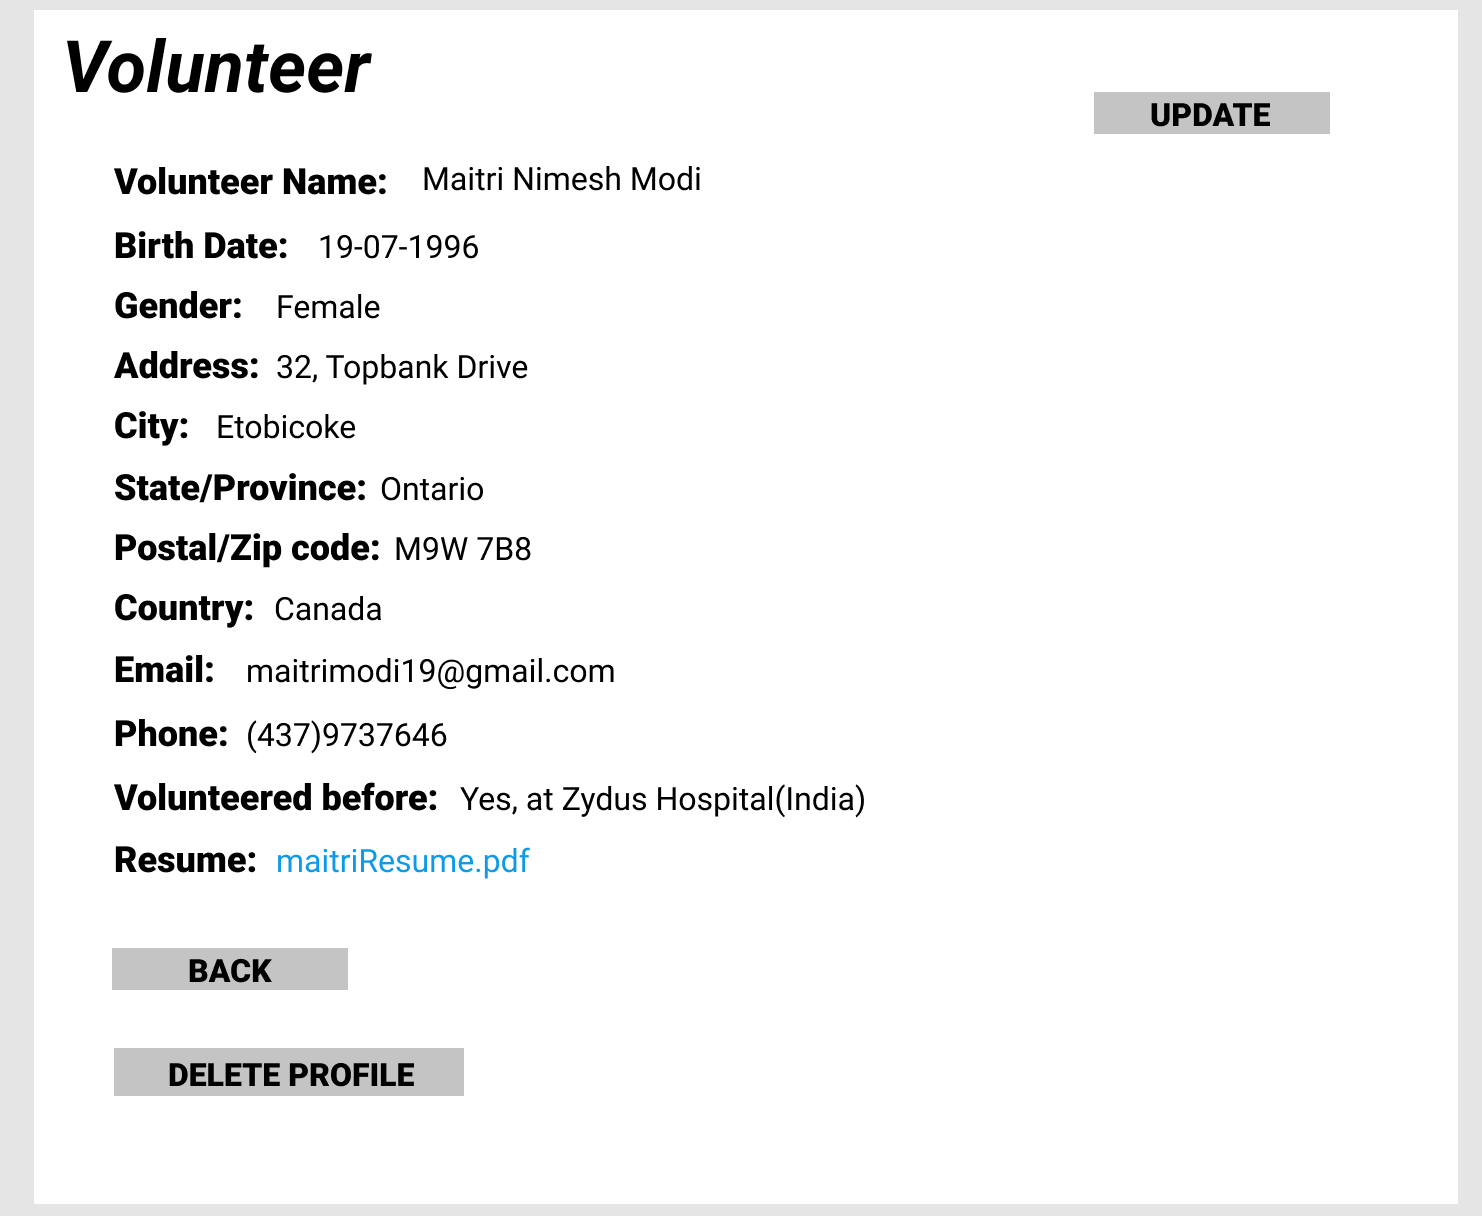 Volunteer
UPDATE
Volunteer Name: Maitri Nimesh Modi
Birth Date: 19-07-1996
Gender: Female
Address: 32, Topbank Drive
City: Etobicoke
State/Province: Ontario
Postal/Zip code: M9W 7B8
Country: Canada
Email: maitrimodi19@gmail.com
Phone: (437)9737646
Volunteered before: Yes, at Zydus Hospital(India)
Resume: maitriResume.pdf
BACK
DELETE PROFILE